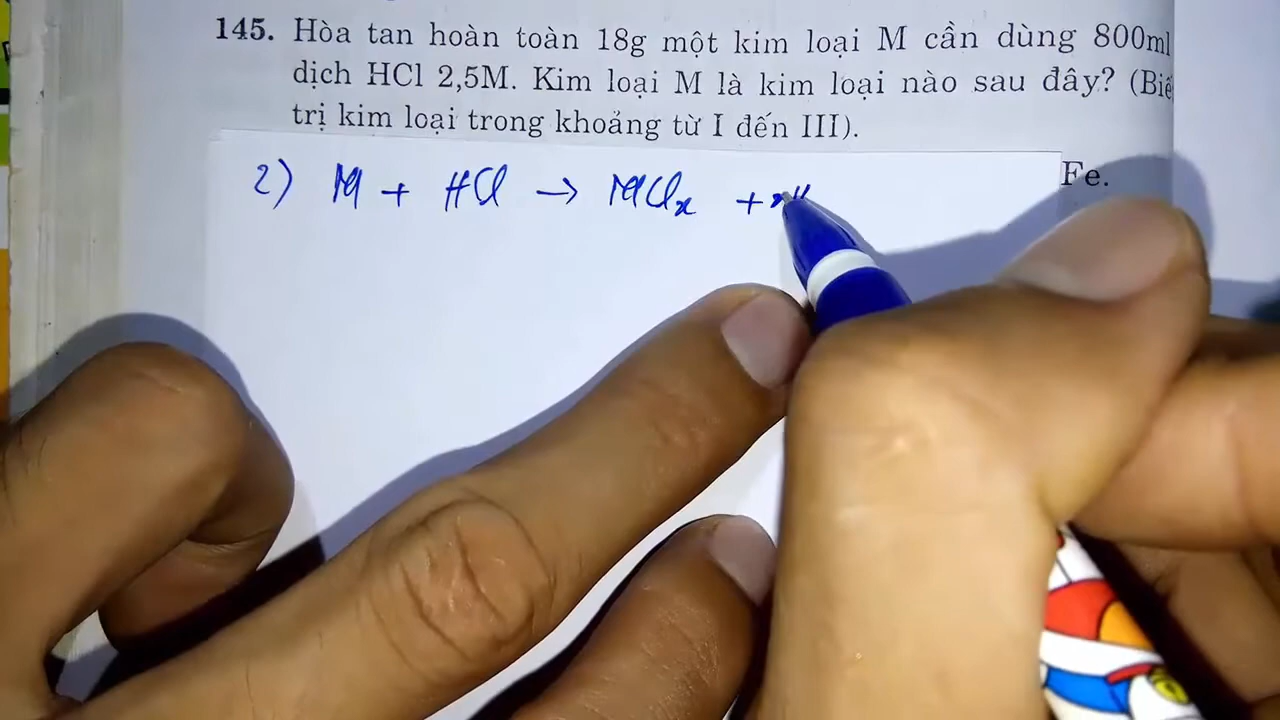 145. Hòa tan hoàn toàn 18g một kim loại M cần dùng 800ml
dịch HCl 2,5M. Kim loại M là kim loại nào sau đây? (Biế
trị kim loại trong khoảng từ I đến III).
Fe.
2) M + HCl → MClx +